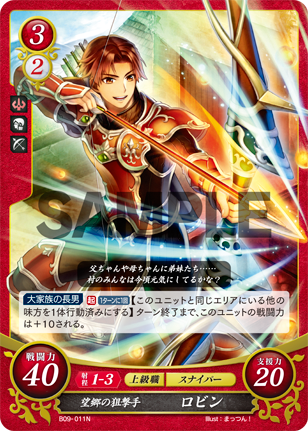 3
2
SAMPLE
父ちゃんや母ちゃんに弟妹たち……
村のみんなは今頃元気にしてるかな？
大家族の長男 起 1ターンに1回 【このユニットと同じエリアにいる他の
味方を1体行動済みにする】ターン終了まで、このユニットの戦闘力
は＋10される。
戦闘力
40
射程 1-3 上級職 スナイパー
支援力
20
望郷の狙撃手 ロビン
B09-011N
Illust：まっつん！